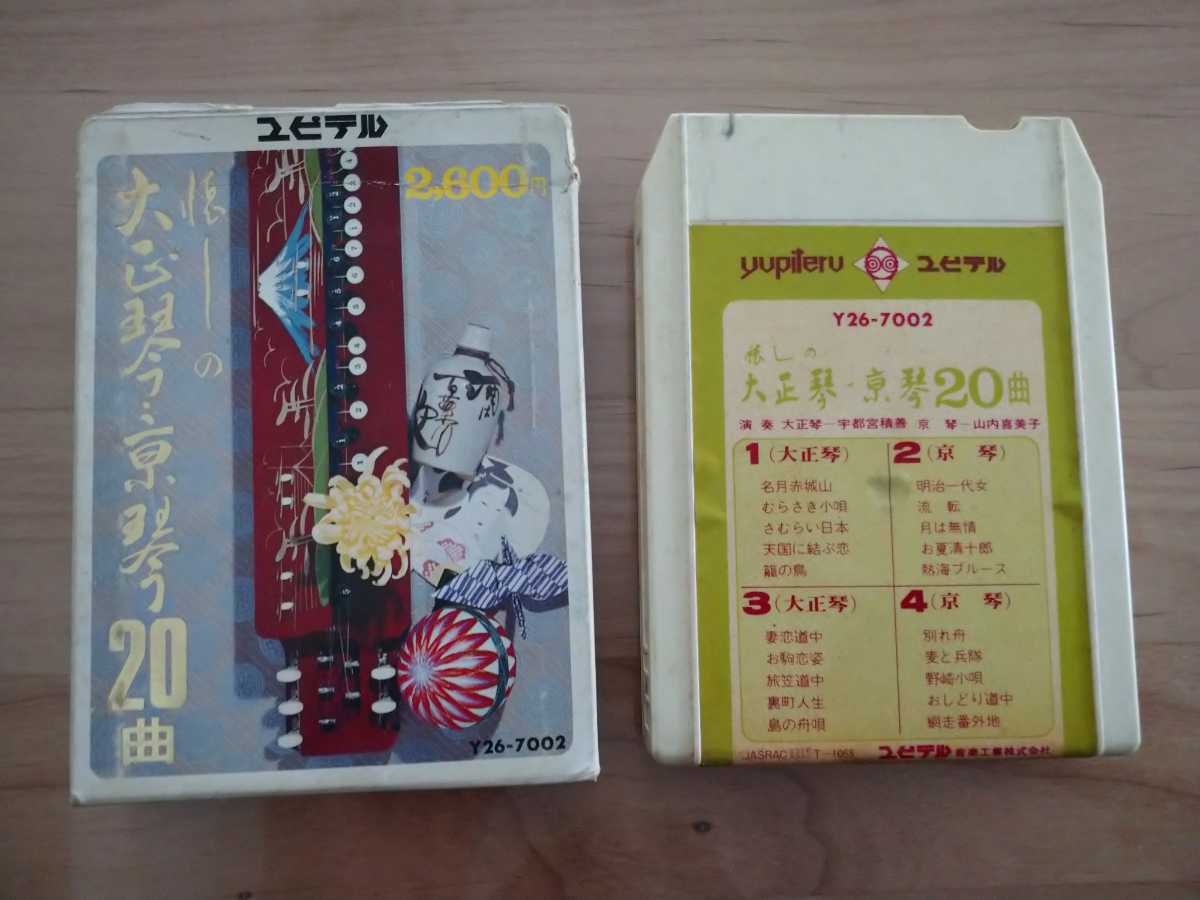 ユピテル
2,600円
懐しの
大正琴・京琴
20
曲
Y26-7002
yupiteru ユピテル
Y26-7002
懐しの
大正琴・京琴20曲
演奏 大正琴―宇都宮積善 京琴―山内喜美子
1(大正琴)
名月赤城山
むらさき小唄
さむらい日本
天国に結ぶ恋
籠の鳥
2(京琴)
明治一代女
流転
月は無情
お夏清十郎
熱海ブルース
3(大正琴)
妻恋道中
お駒恋姿
旅笠道中
裏町人生
島の舟唄
4(京琴)
別れ舟
麦と兵隊
野崎小唄
おしどり道中
網走番外地
JASRAC T-1055
ユピテル音楽工業株式会社